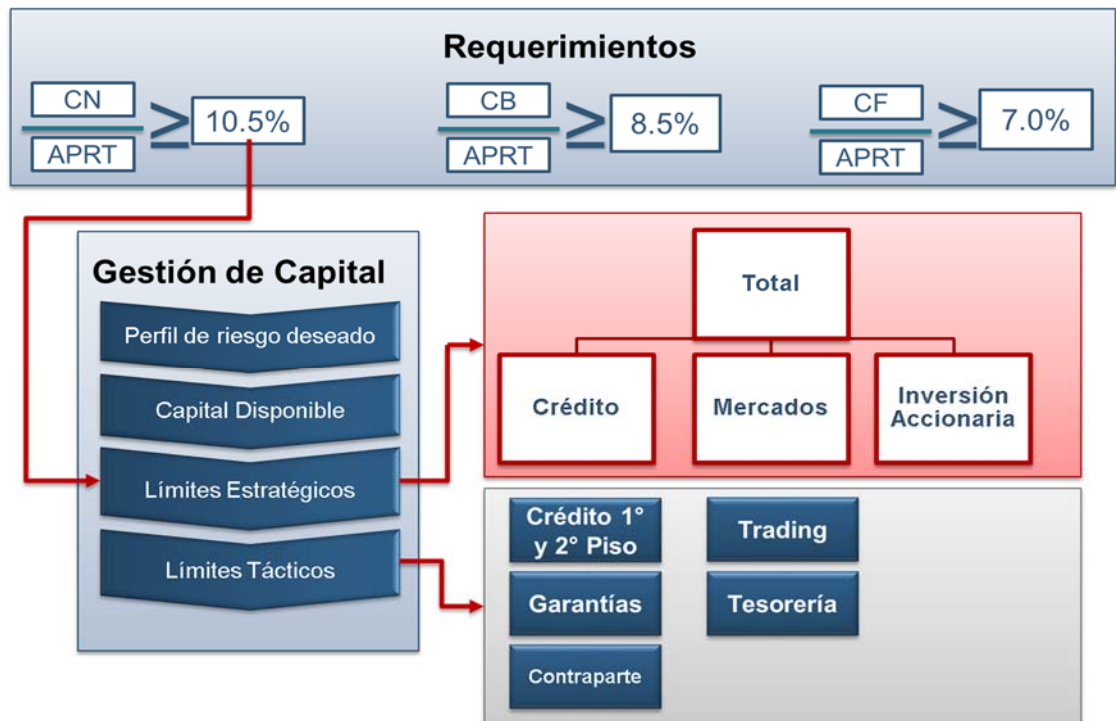 Requerimientos
CN
APRT
≥
10.5%
CB
APRT
≥
8.5%
CF
APRT
≥
7.0%
Gestión de Capital
Perfil de riesgo deseado
Capital Disponible
Límites Estratégicos
Límites Tácticos
Total
Crédito
Mercados
Inversión
Accionaria
Crédito 1°
y 2° Piso
Trading
Garantías
Tesorería
Contraparte